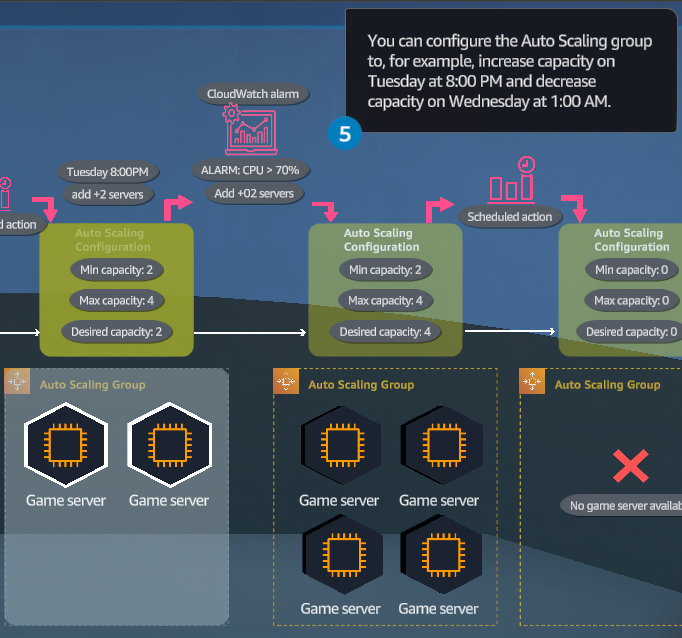 You can configure the Auto Scaling group
to, for example, increase capacity on
Tuesday at 8:00 PM and decrease
capacity on Wednesday at 1:00 AM.
5
CloudWatch alarm
Tuesday 8:00PM
add +2 servers
ALARM: CPU > 70%
Add +02 servers
action
Scheduled action
Auto Scaling
Configuration
Min capacity: 2
Max capacity: 4
Desired capacity: 2
Auto Scaling
Configuration
Min capacity: 2
Max capacity: 4
Desired capacity: 4
Auto Scaling
Configuration
Min capacity: 0
Max capacity: 0
Desired capacity: 0
Auto Scaling Group
Game server
Game server
Auto Scaling Group
Game server
Game server
Game server
Game server
Auto Scaling Group
No game server